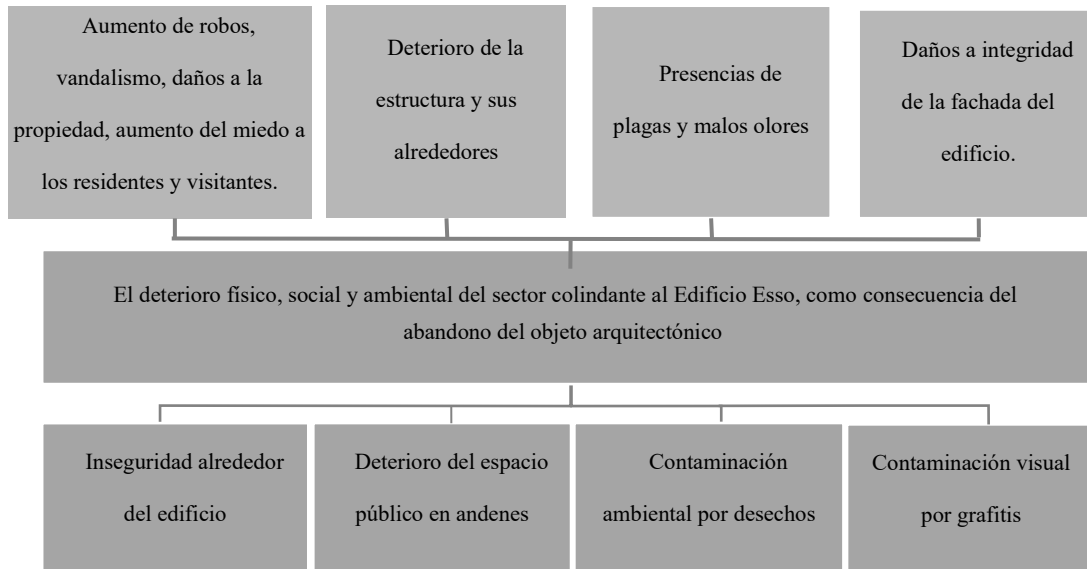 Aumento de robos,
vandalismo, daños a la
propiedad, aumento del miedo a
los residentes y visitantes.
Deterioro de la
estructura y sus
alrededores
Presencias de
plagas y malos olores
Daños a integridad
de la fachada del
edificio.
El deterioro físico, social y ambiental del sector colindante al Edificio Esso, como consecuencia del
abandono del objeto arquitectónico
Inseguridad alrededor
del edificio
Deterioro del espacio
público en andenes
Contaminación
ambiental por desechos
Contaminación visual
por grafitis